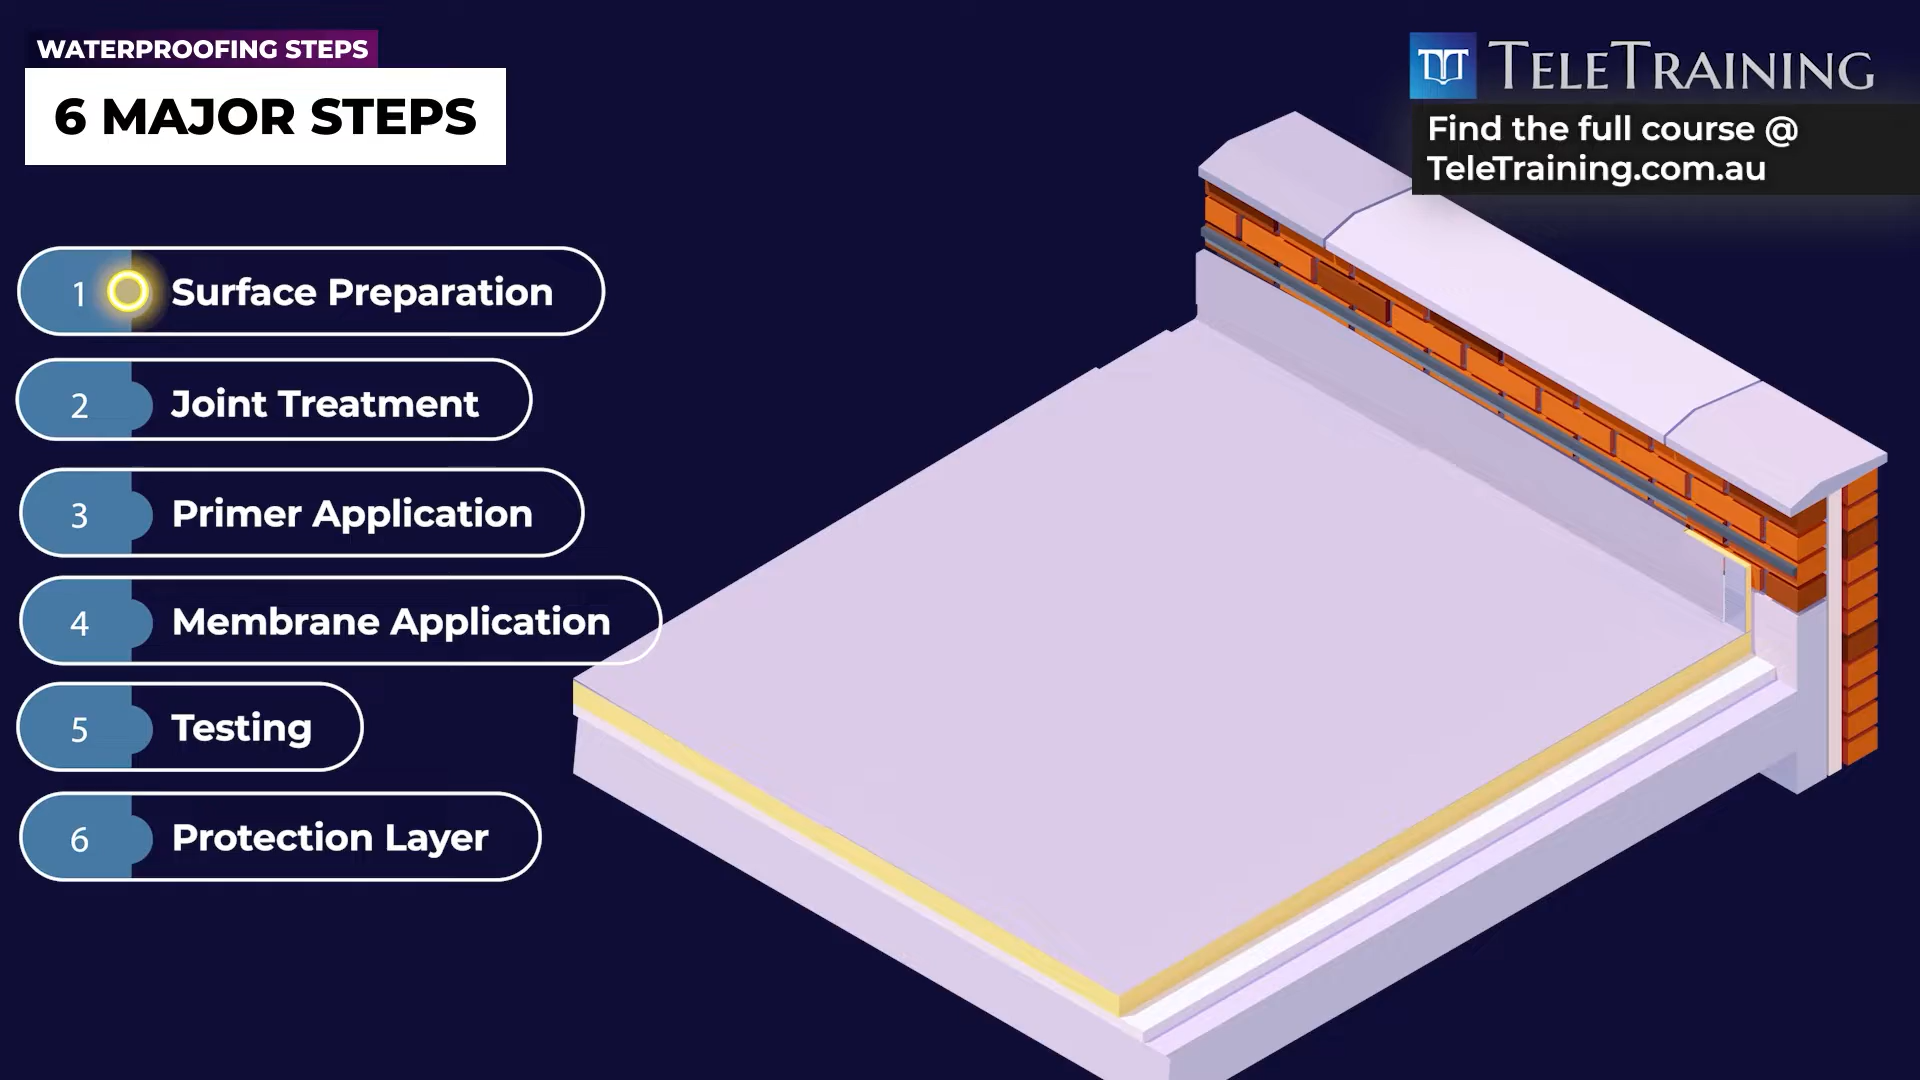 WATERPROOFING STEPS
6 MAJOR STEPS
TELETRAINING
Find the full course @
TeleTraining.com.au
1 Surface Preparation
2 Joint Treatment
3 Primer Application
4 Membrane Application
5 Testing
6 Protection Layer